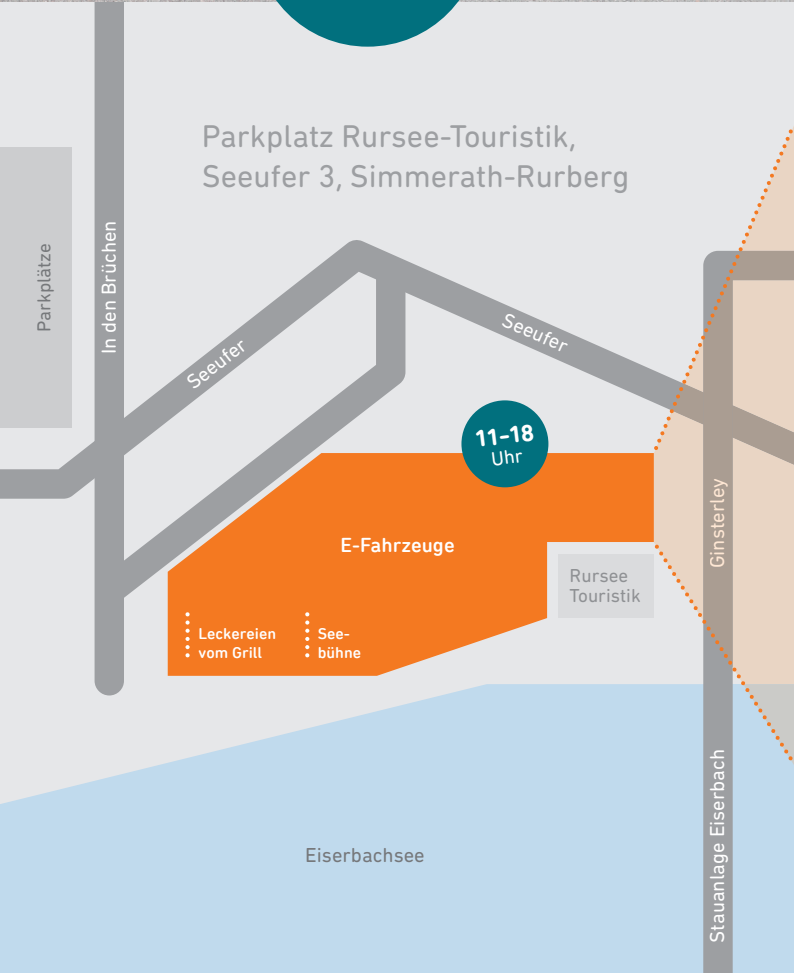 Parkplatz Rursee-Touristik,
Seeufer 3, Simmerath-Rurberg
Parkplätze
In den Brüchen
Seeufer
Seeufer
11–18
Uhr
E-Fahrzeuge
Ginsterley
Rursee
Touristik
Leckereien
vom Grill
See-
bühne
Stauanlage Eiserbach
Eiserbachsee